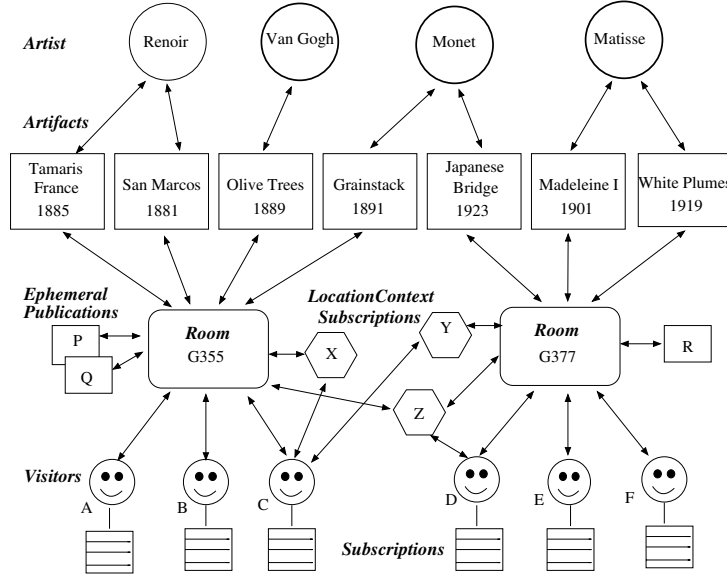 Artist
Renoir
Van Gogh
Monet
Matisse
Artifacts
Tamaris
France
1885
San Marcos
1881
Olive Trees
1889
Grainstack
1891
Japanese
Bridge
1923
Madeleine I
1901
White Plumes
1919
Ephemeral
Publications
P
Q
Room
G355
LocationContext
Subscriptions
X
Y
Z
Room
G377
R
Visitors
A
B
C
D
E
F
Subscriptions